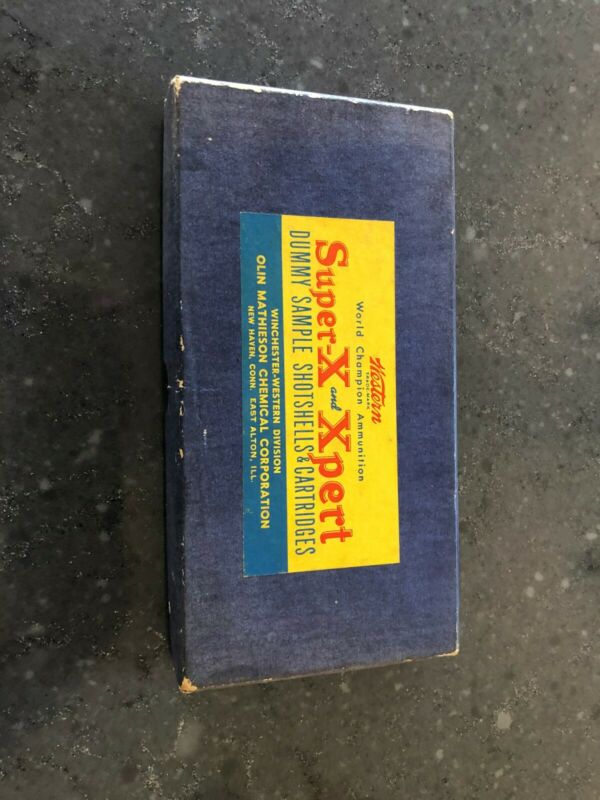 Western
TRADE-MARK
World Champion Ammunition
Super-X and Xpert
DUMMY SAMPLE SHOTSHELLS & CARTRIDGES
WINCHESTER-WESTERN DIVISION
OLIN MATHIESON CHEMICAL CORPORATION
NEW HAVEN, CONN. EAST ALTON, ILL.